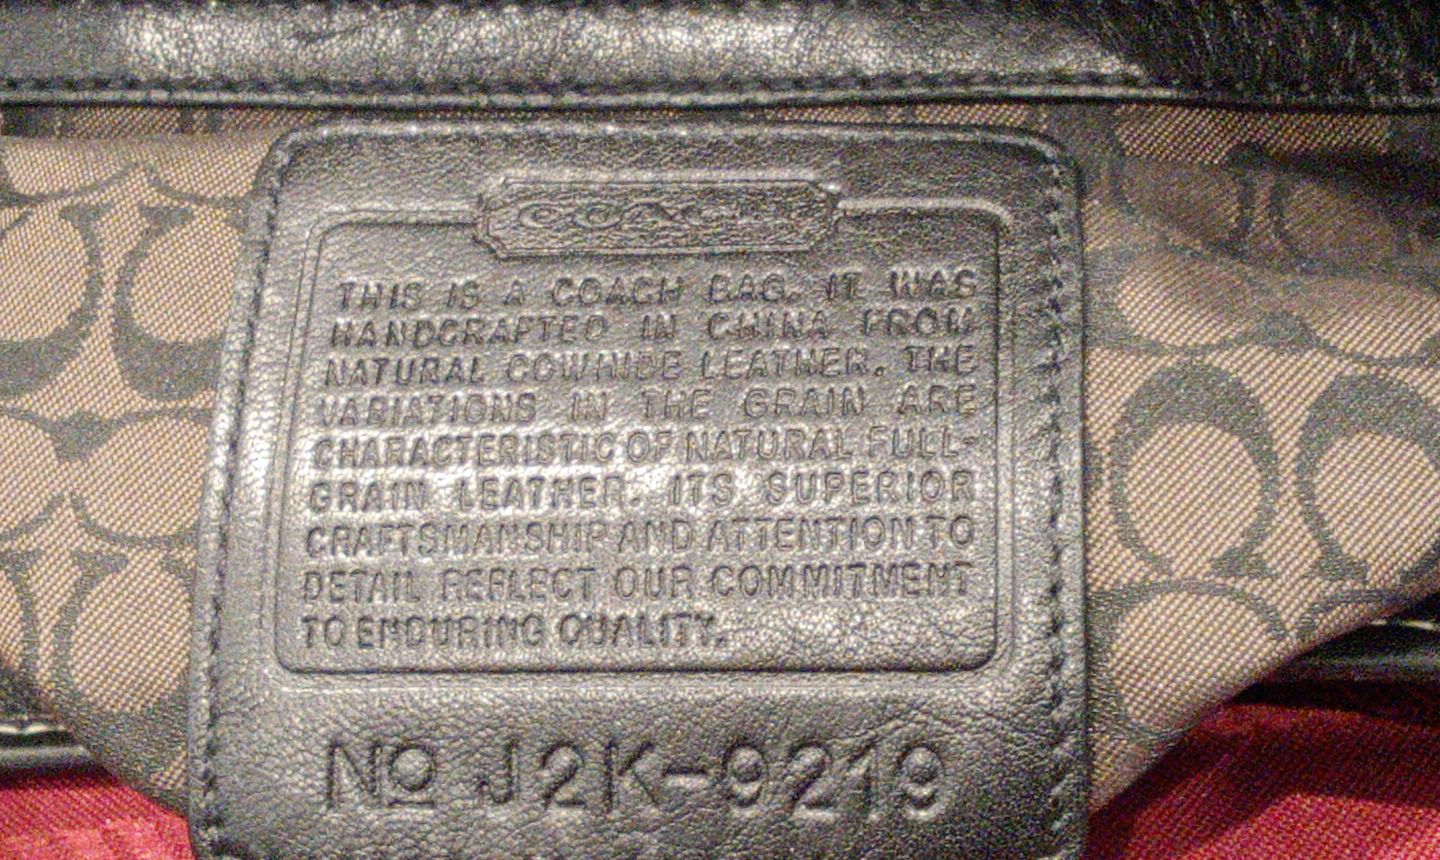 COACH
THIS IS A COACH BAG. IT WAS
HANDCRAFTED IN CHINA FROM
NATURAL COWHIDE LEATHER. THE
VARIATIONS IN THE GRAIN ARE
CHARACTERISTIC OF NATURAL FULL-
GRAIN LEATHER. ITS SUPERIOR
CRAFTSMANSHIP AND ATTENTION TO
DETAIL REFLECT OUR COMMITMENT
TO ENDURING QUALITY.
No J2K-9219